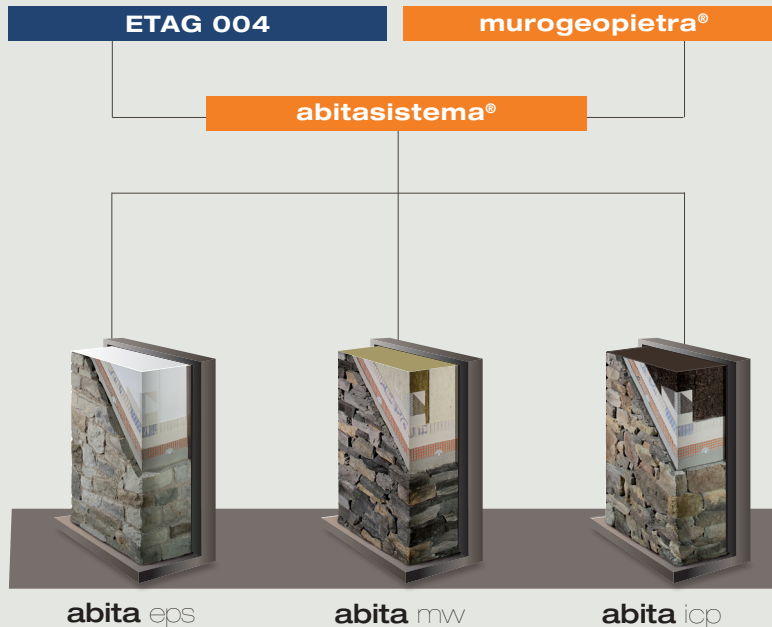 ETAG 004
murogeopietra®
abitasistema®
abita eps
abita mw
abita icp